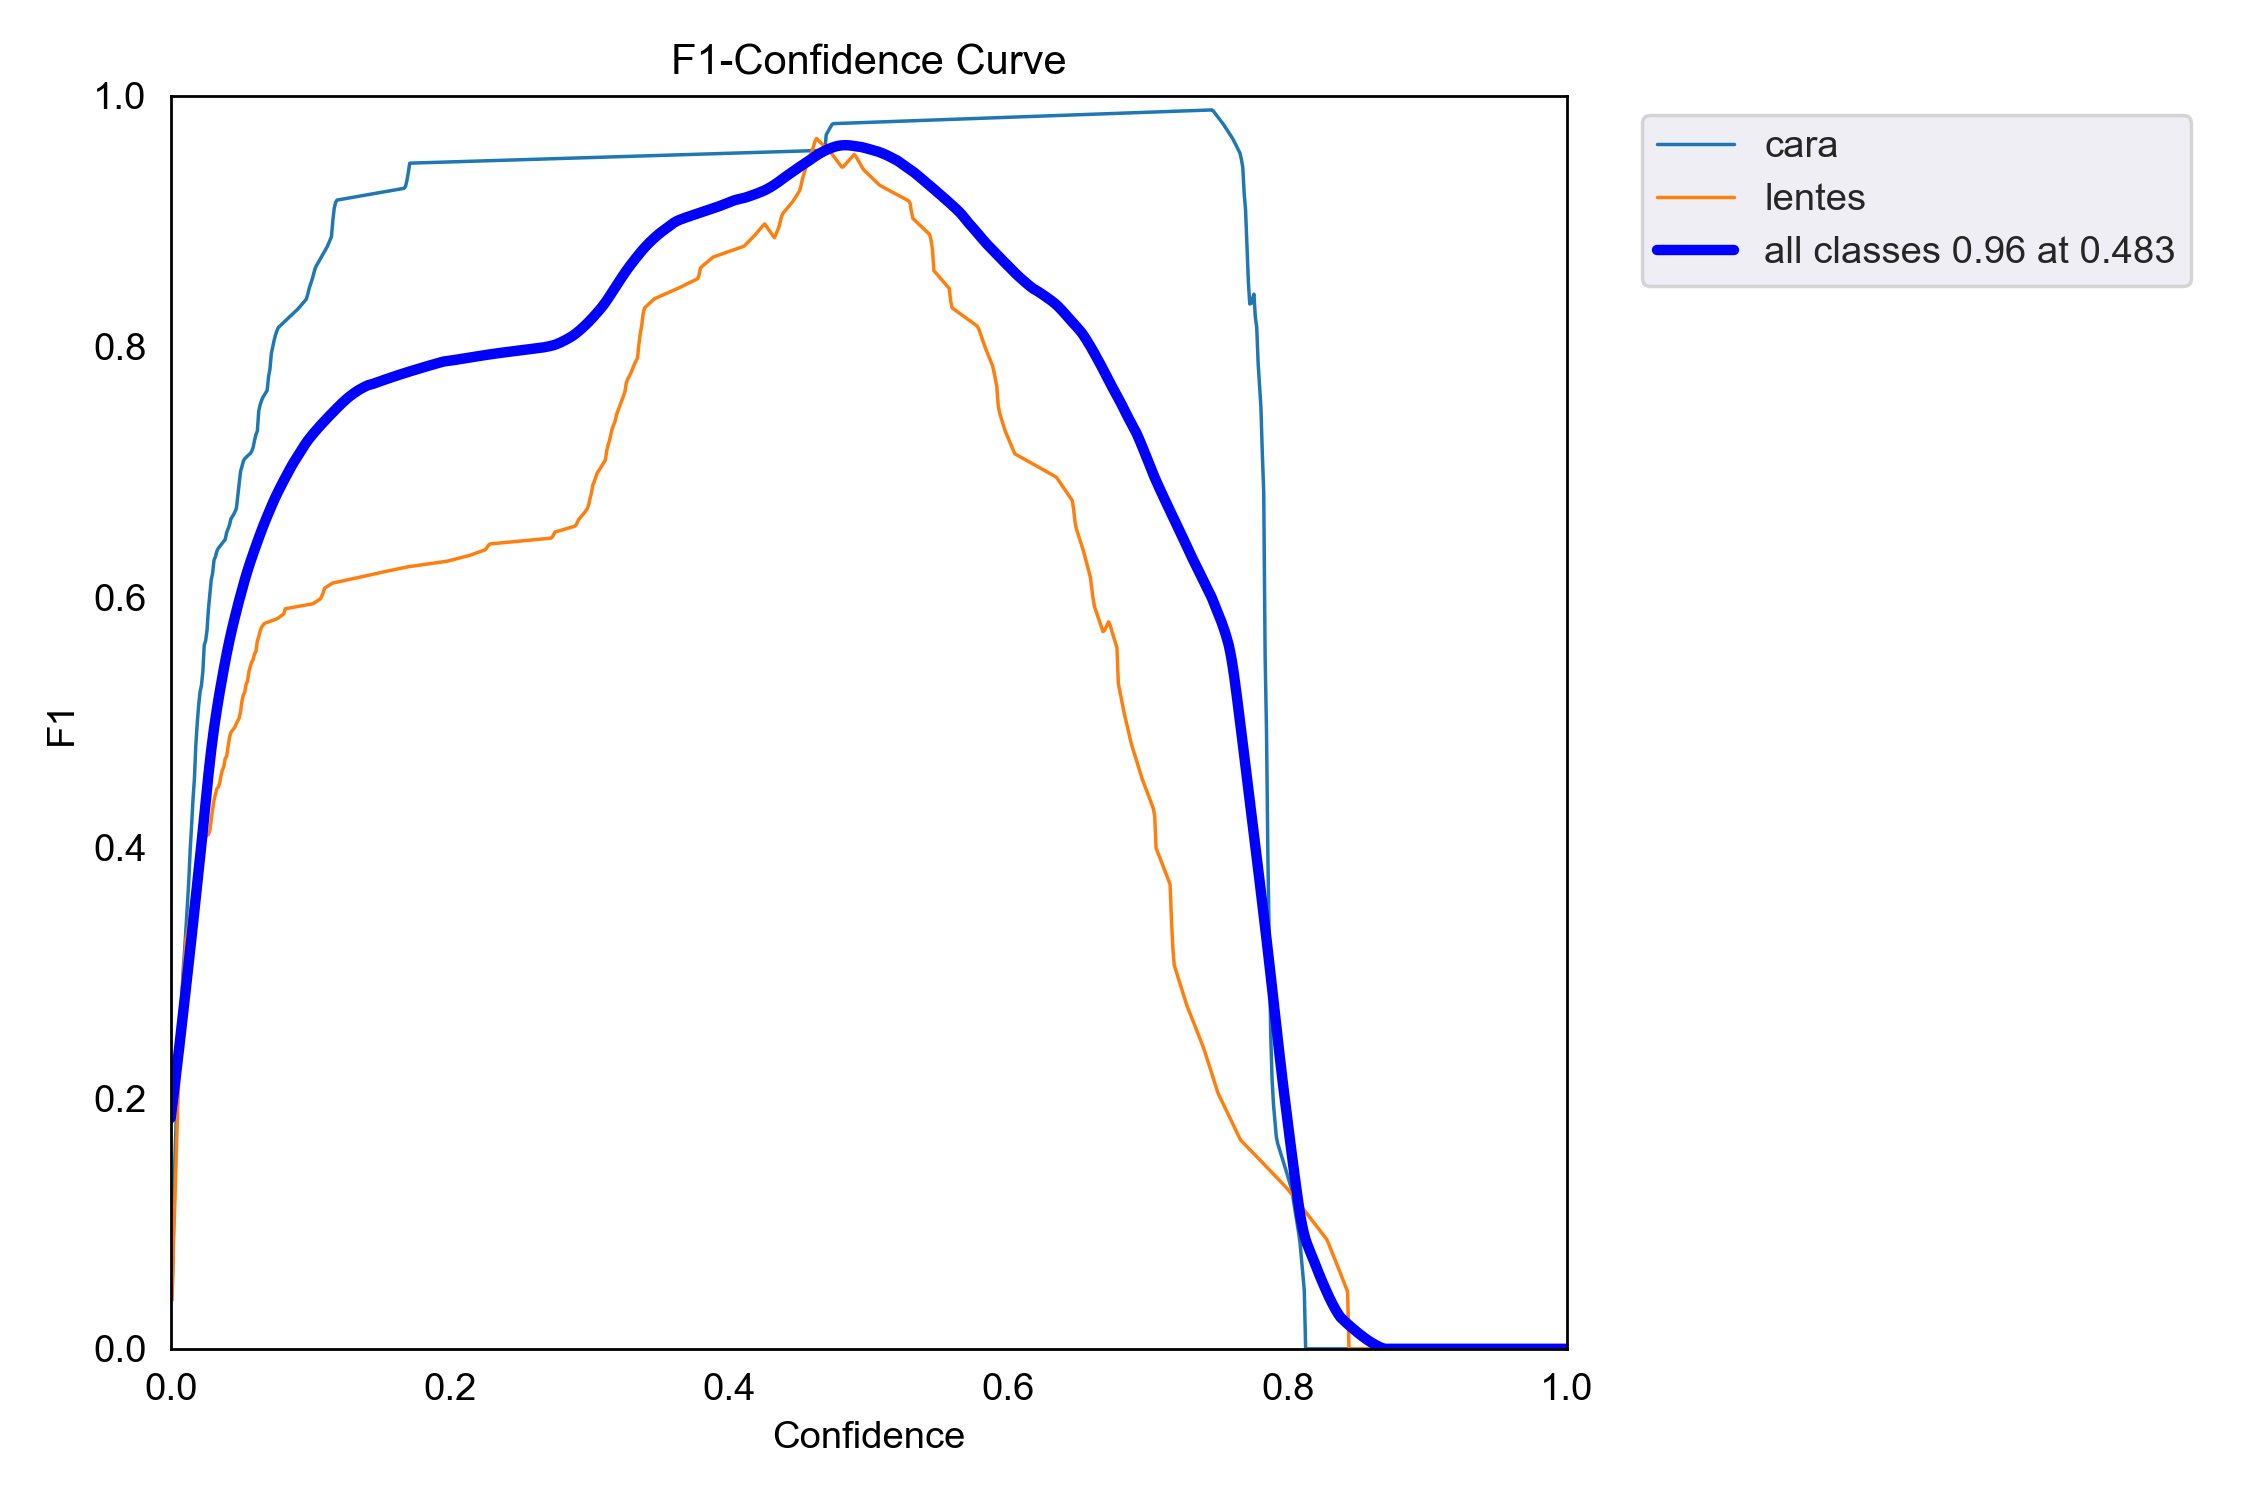 F1-Confidence Curve
1.0
0.8
0.6
0.4
0.2
0.0
F1
0.0 0.2 0.4 0.6 0.8 1.0
Confidence
cara
lentes
all classes 0.96 at 0.483